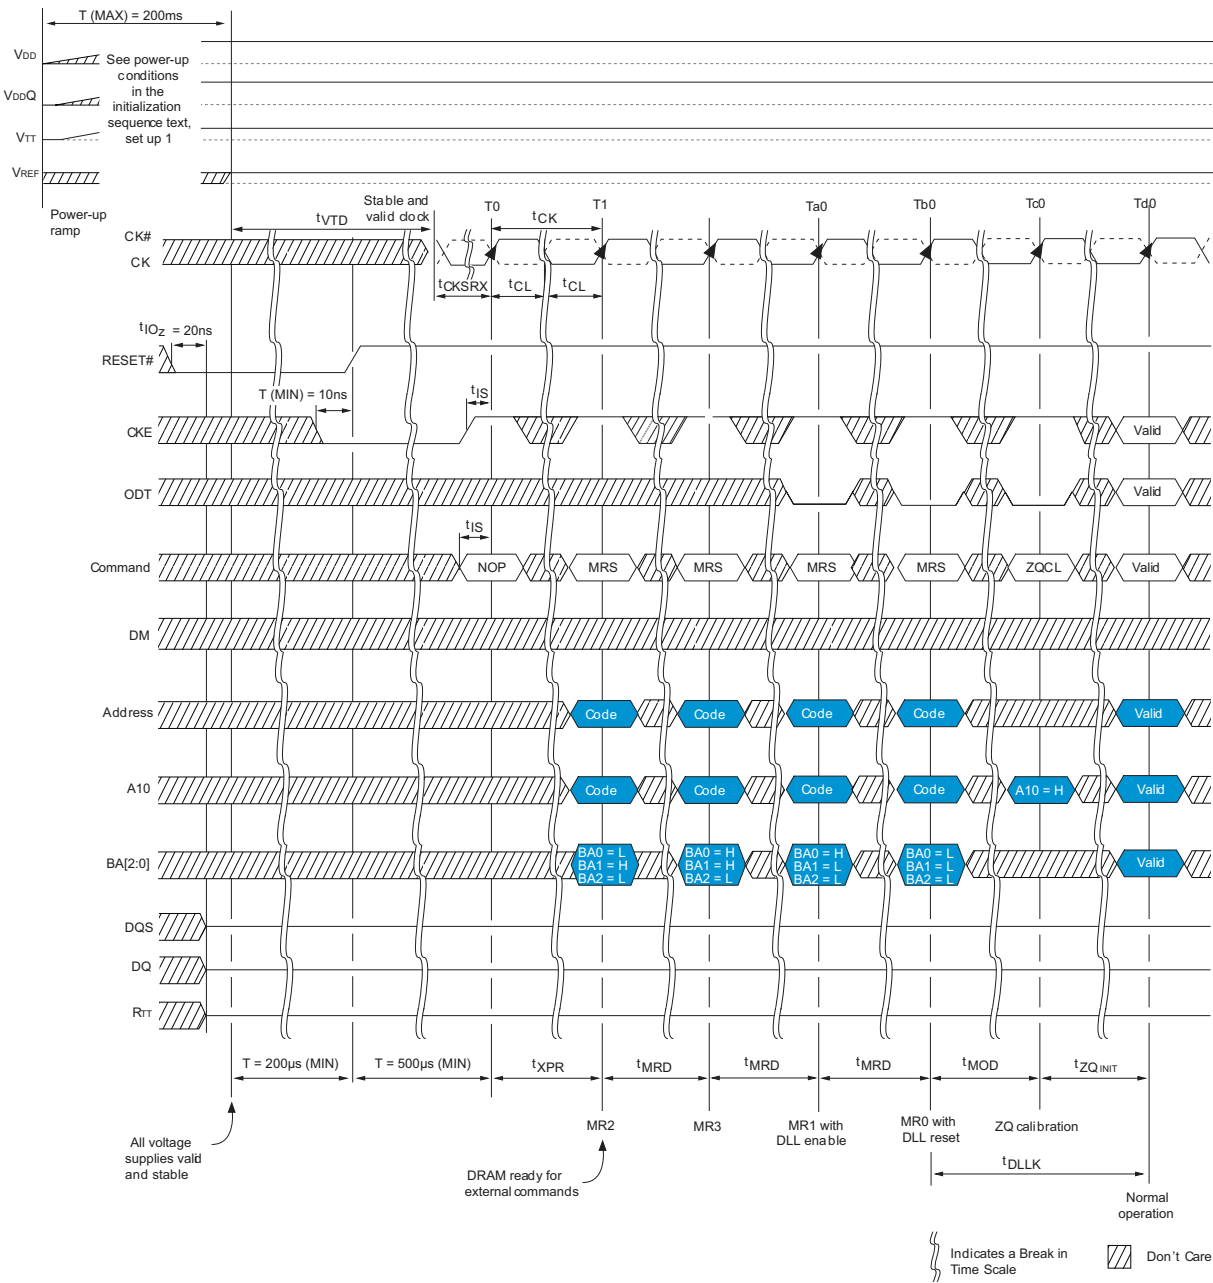 T (MAX) = 200ms
VDD
See power-up
conditions
in the
initialization
sequence text,
set up 1
VDDQ
VTT
VREF
Power-up
ramp
Stable and
valid clock
T0
T1
Ta0
Tb0
Tc0
Td0
tVTD
tCK
CK#
CK
tCKSRX
tCL
tCL
tIOZ = 20ns
RESET#
T (MIN) = 10ns
tIS
CKE
Valid
ODT
Valid
tIS
Command
NOP
MRS
MRS
MRS
MRS
ZQCL
Valid
DM
Address
Code
Code
Code
Code
Valid
A10
Code
Code
Code
Code
A10 = H
Valid
BA[2:0]
BA0 = L
BA1 = H
BA2 = L
BA0 = H
BA1 = H
BA2 = L
BA0 = H
BA1 = L
BA2 = L
BA0 = L
BA1 = L
BA2 = L
Valid
DQS
DQ
RTT
T = 200µs (MIN)
T = 500µs (MIN)
tXPR
tMRD
tMRD
tMRD
tMOD
tZQINIT
All voltage
supplies valid
and stable
MR2
MR3
MR1 with
DLL enable
MR0 with
DLL reset
ZQ calibration
DRAM ready for
external commands
tDLLK
Normal
operation
Indicates a Break in
Time Scale
Don't Care